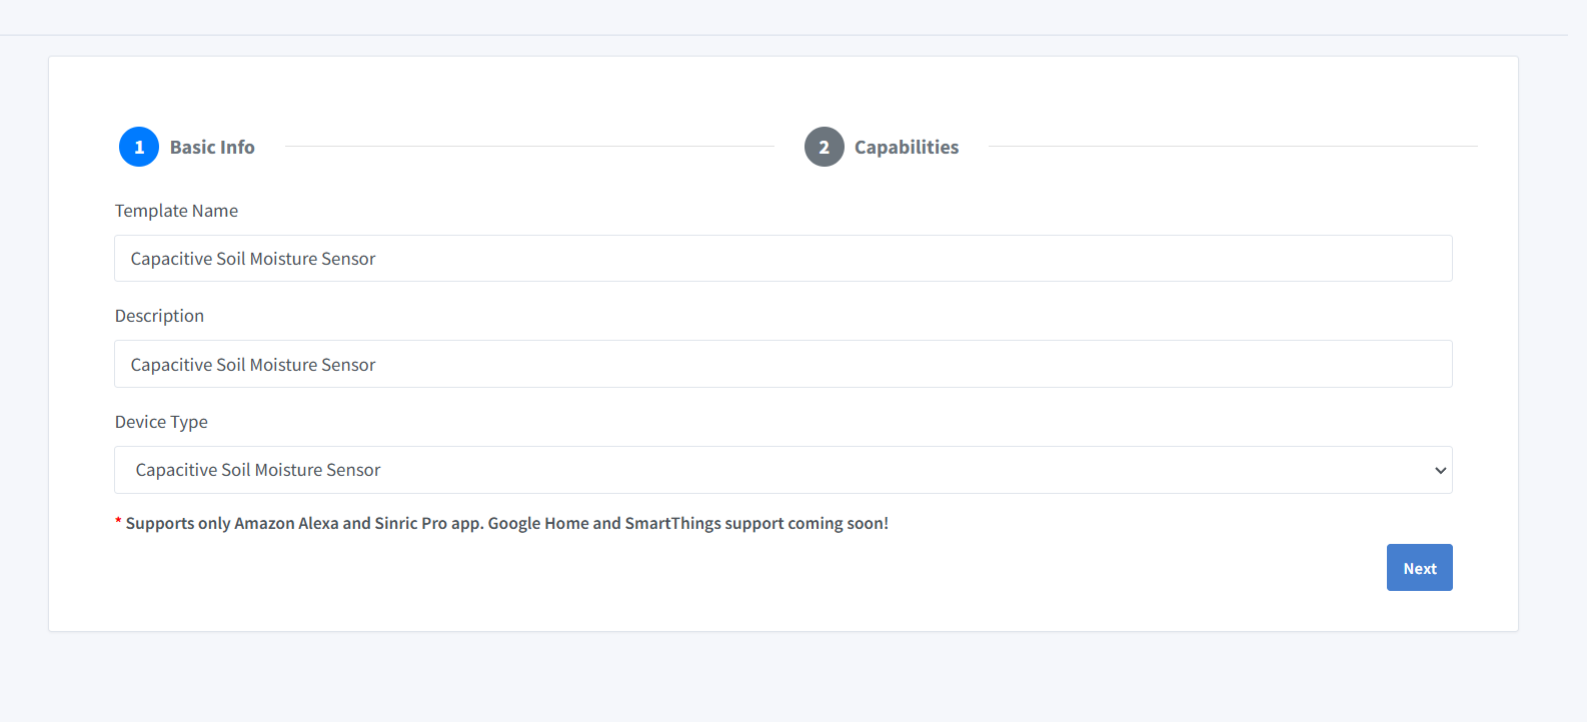 1 Basic Info
2 Capabilities
Template Name
Capacitive Soil Moisture Sensor
Description
Capacitive Soil Moisture Sensor
Device Type
Capacitive Soil Moisture Sensor
* Supports only Amazon Alexa and Sinric Pro app. Google Home and SmartThings support coming soon!
Next